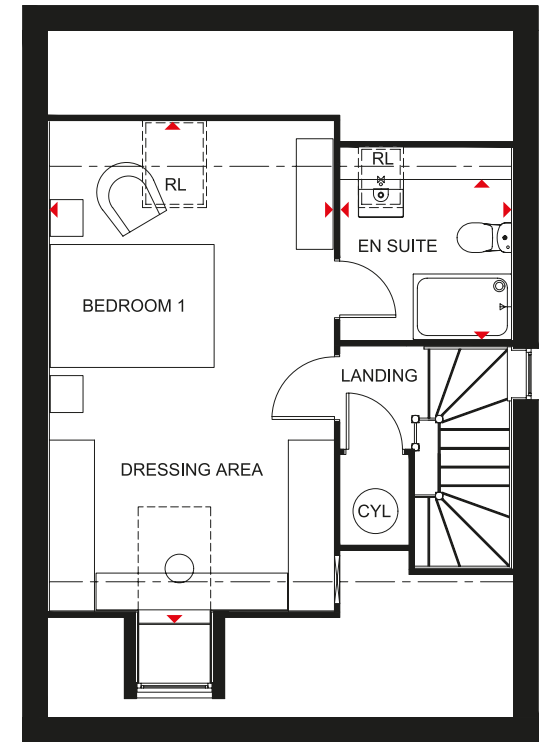 RL
RL
EN SUITE
BEDROOM 1
LANDING
DRESSING AREA
CYL